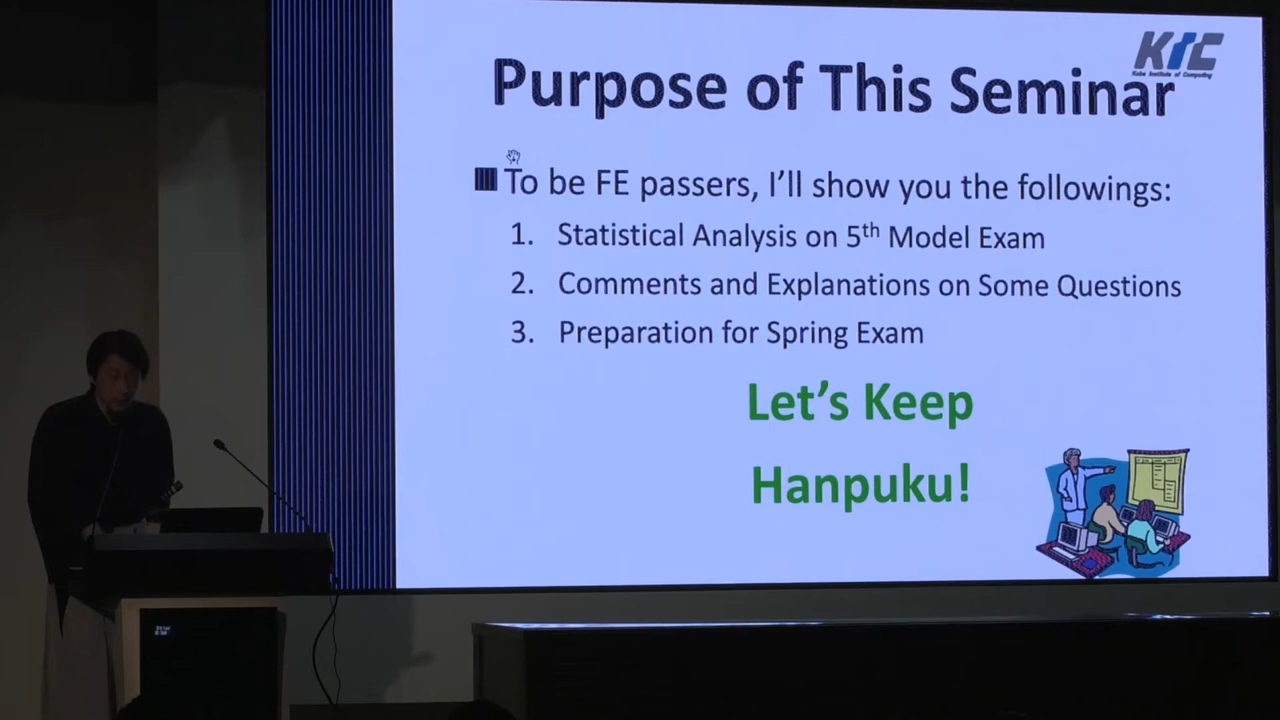 KIC
Kobe Institute of Computing
Purpose of This Seminar
To be FE passers, I'll show you the followings:
1. Statistical Analysis on 5th Model Exam
2. Comments and Explanations on Some Questions
3. Preparation for Spring Exam
Let's Keep
Hanpuku!